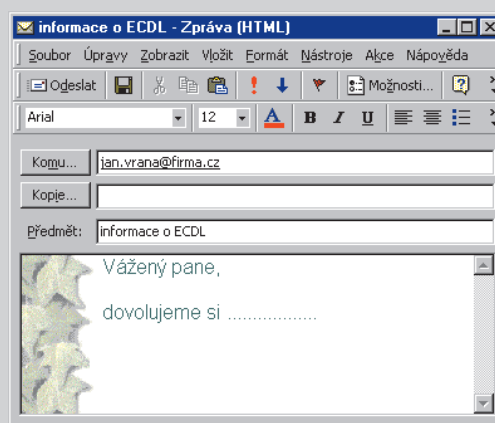 informace o ECDL - Zpráva (HTML)
Soubor Úpravy Zobrazit Vložit Formát Nástroje Akce Nápověda
Odeslat Možnosti...
Arial 12 A B I U
Komu... jan.vrana@firma.cz
Kopie...
Předmět: informace o ECDL
Vážený pane,
dovolujeme si ..................